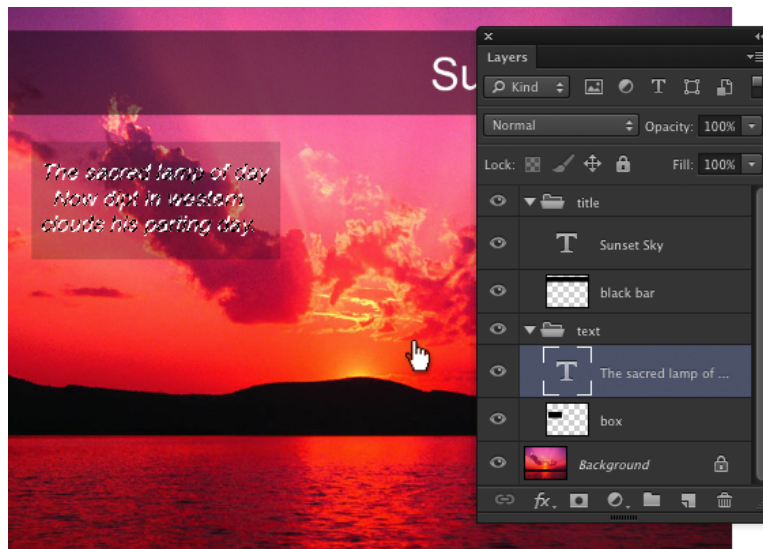 Su
The sacred lamp of day
Now dipt in western
clouds his parting day.
Layers
Kind
T
Normal
Opacity: 100%
Lock:
Fill: 100%
title
T
Sunset Sky
black bar
text
T
The sacred lamp of ...
box
Background
fx.